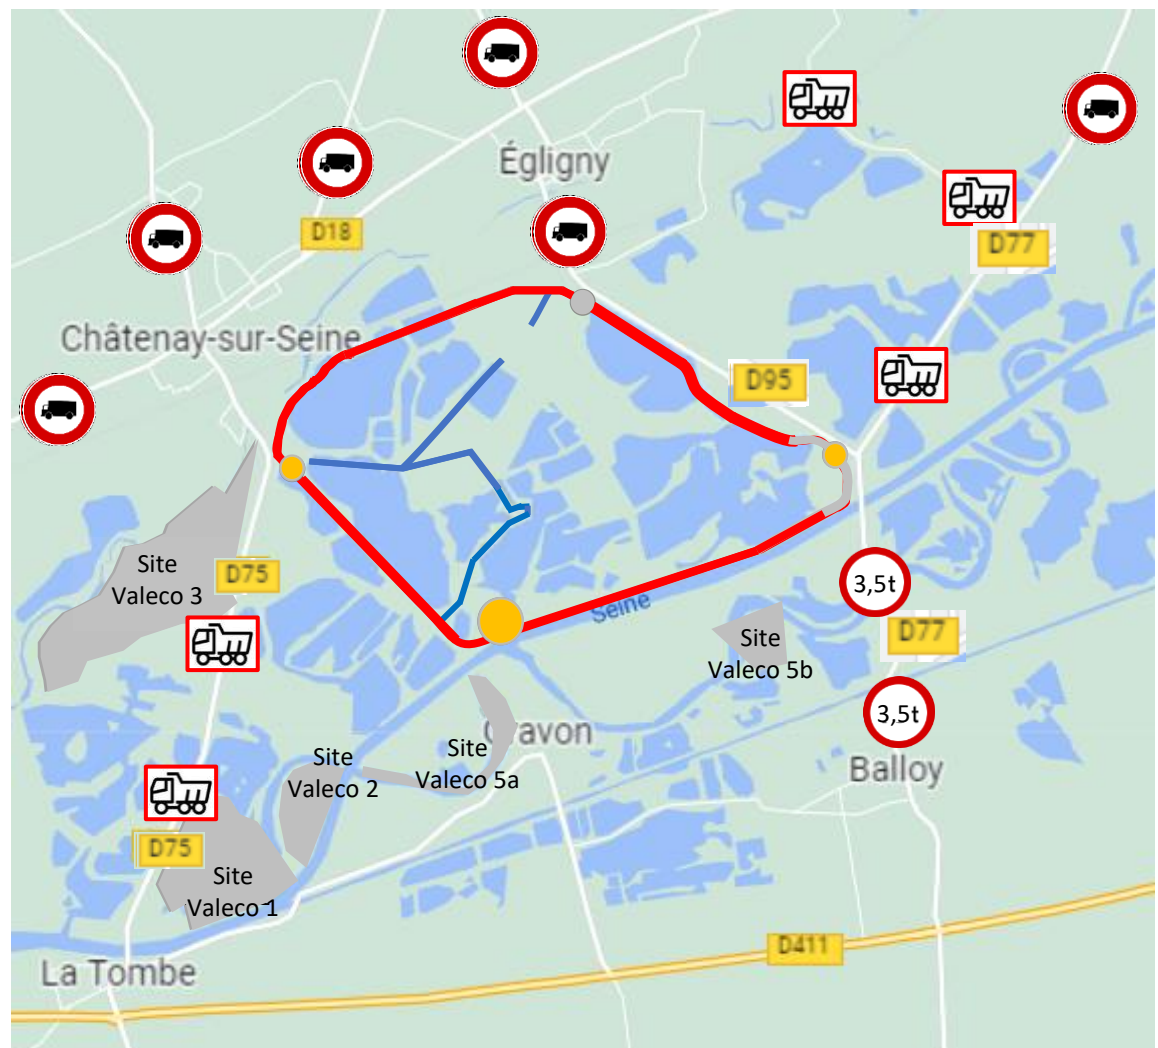 Égligny
D18
D77
Châtenay-sur-Seine
D95
Site
Valeco 3
D75
3,5t
Seine
D77
Site
Valeco 5b
3,5t
Gravon
Site
Valeco 5a
Site
Valeco 2
Balloy
D75
Site
Valeco 1
D411
La Tombe